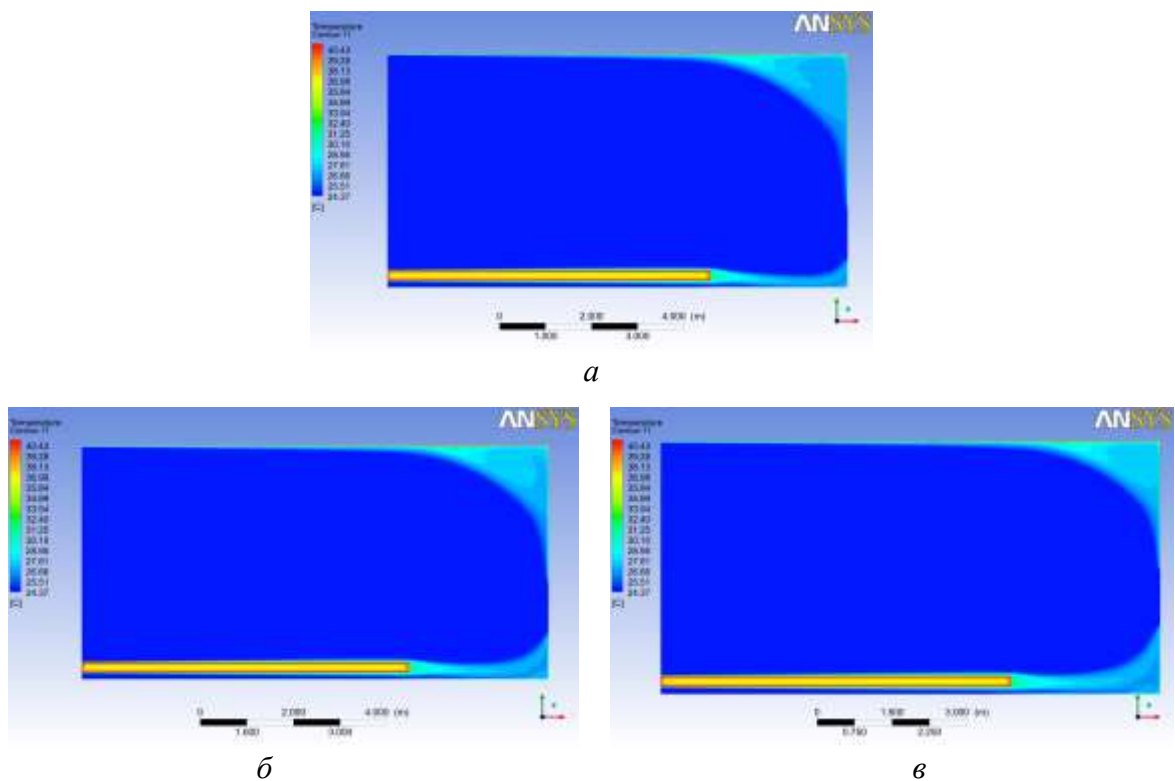 ANSYS
Temperature
Contour 11
40.43
39.28
38.13
36.98
35.84
34.69
33.54
32.40
31.25
30.10
28.96
27.81
26.66
25.51
24.37
[C]
0 2.000 4.000 (m)
1.000 3.000
а
ANSYS
Temperature
Contour 11
40.43
39.28
38.13
36.98
35.84
34.69
33.54
32.40
31.25
30.10
28.96
27.81
26.66
25.51
24.37
[C]
0 2.000 4.000 (m)
1.000 3.000
б
ANSYS
Temperature
Contour 11
40.43
39.28
38.13
36.98
35.84
34.69
33.54
32.40
31.25
30.10
28.96
27.81
26.66
25.51
24.37
[C]
0 1.500 3.000 (m)
0.750 2.250
в